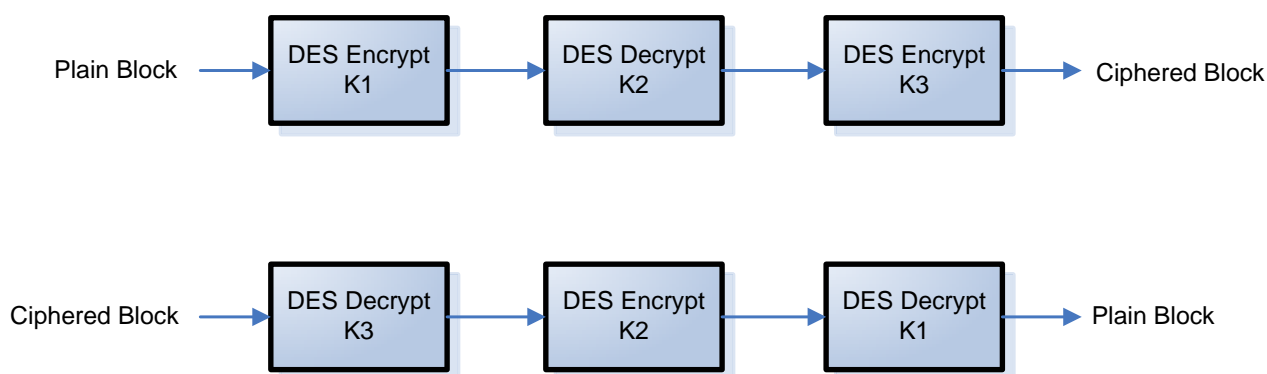 Plain Block
DES Encrypt
K1
DES Decrypt
K2
DES Encrypt
K3
Ciphered Block
Ciphered Block
DES Decrypt
K3
DES Encrypt
K2
DES Decrypt
K1
Plain Block